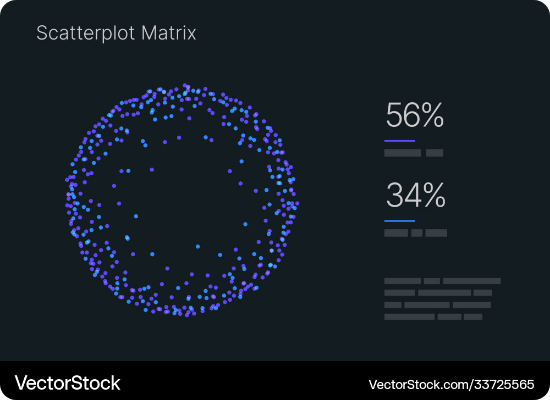 Scatterplot Matrix
56%
34%
VectorStock
VectorStock.com/33725565